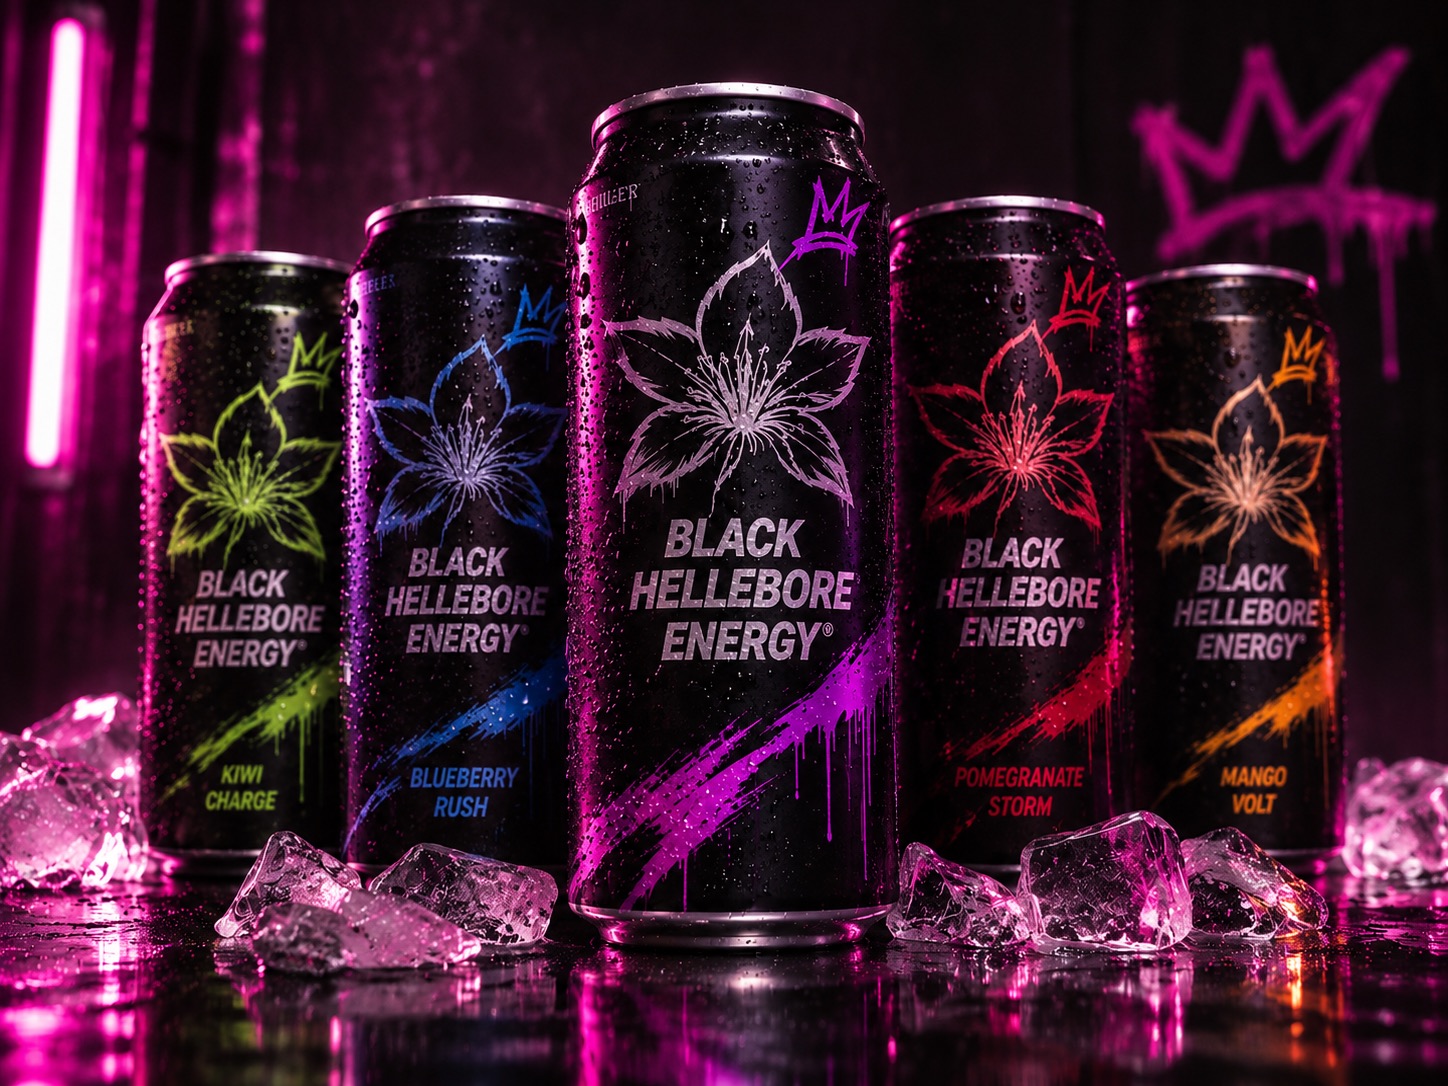 BLACK
HELLEBORE
ENERGY®
KIWI
CHARGE
BLACK
HELLEBORE
ENERGY®
BLUEBERRY
RUSH
BLACK
HELLEBORE
ENERGY®
BLACK
HELLEBORE
ENERGY®
POMEGRANATE
STORM
BLACK
HELLEBORE
ENERGY®
MANGO
VOLT